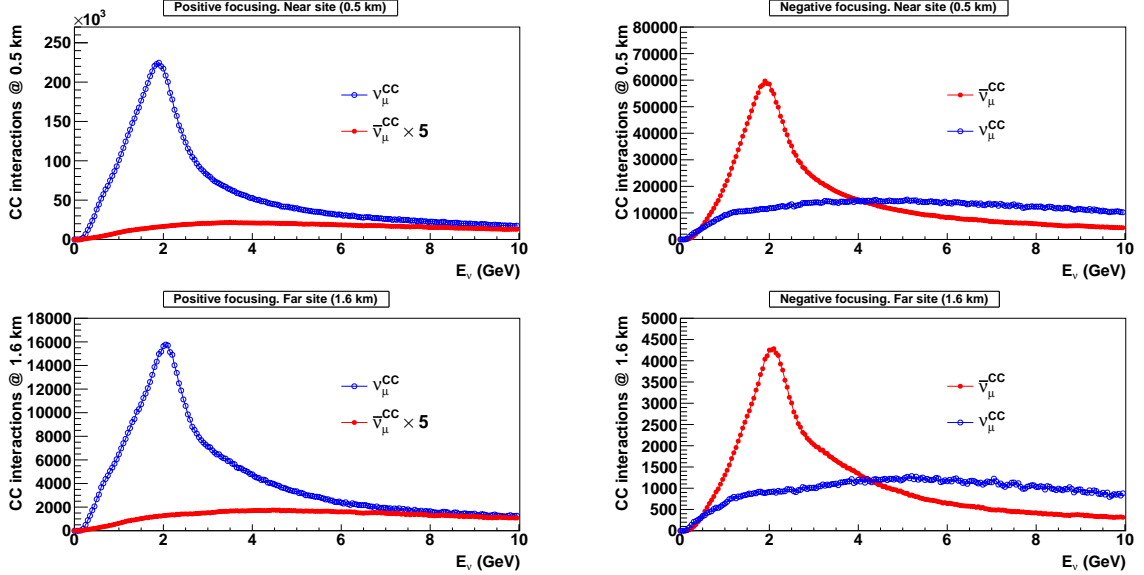 Positive focusing. Near site (0.5 km)
×10³
CC interactions @ 0.5 km
250
200
150
100
50
0
ν_μ^CC
ν̅_μ^CC × 5
0 2 4 6 8 10
E_ν (GeV)
Negative focusing. Near site (0.5 km)
CC interactions @ 0.5 km
80000
70000
60000
50000
40000
30000
20000
10000
0
ν̅_μ^CC
ν_μ^CC
0 2 4 6 8 10
E_ν (GeV)
Positive focusing. Far site (1.6 km)
CC interactions @ 1.6 km
18000
16000
14000
12000
10000
8000
6000
4000
2000
0
ν_μ^CC
ν̅_μ^CC × 5
0 2 4 6 8 10
E_ν (GeV)
Negative focusing. Far site (1.6 km)
CC interactions @ 1.6 km
5000
4500
4000
3500
3000
2500
2000
1500
1000
500
0
ν̅_μ^CC
ν_μ^CC
0 2 4 6 8 10
E_ν (GeV)